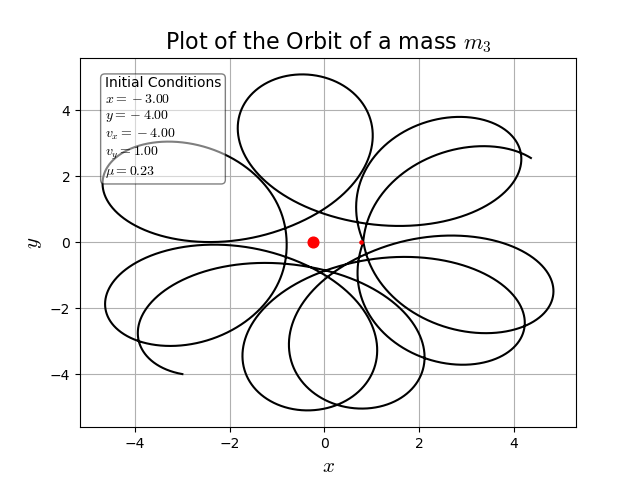 Plot of the Orbit of a mass m₃
Initial Conditions
x = −3.00
y = −4.00
vₓ = −4.00
v_y = 1.00
μ = 0.23
y
4
2
0
−2
−4
−4 −2 0 2 4
x